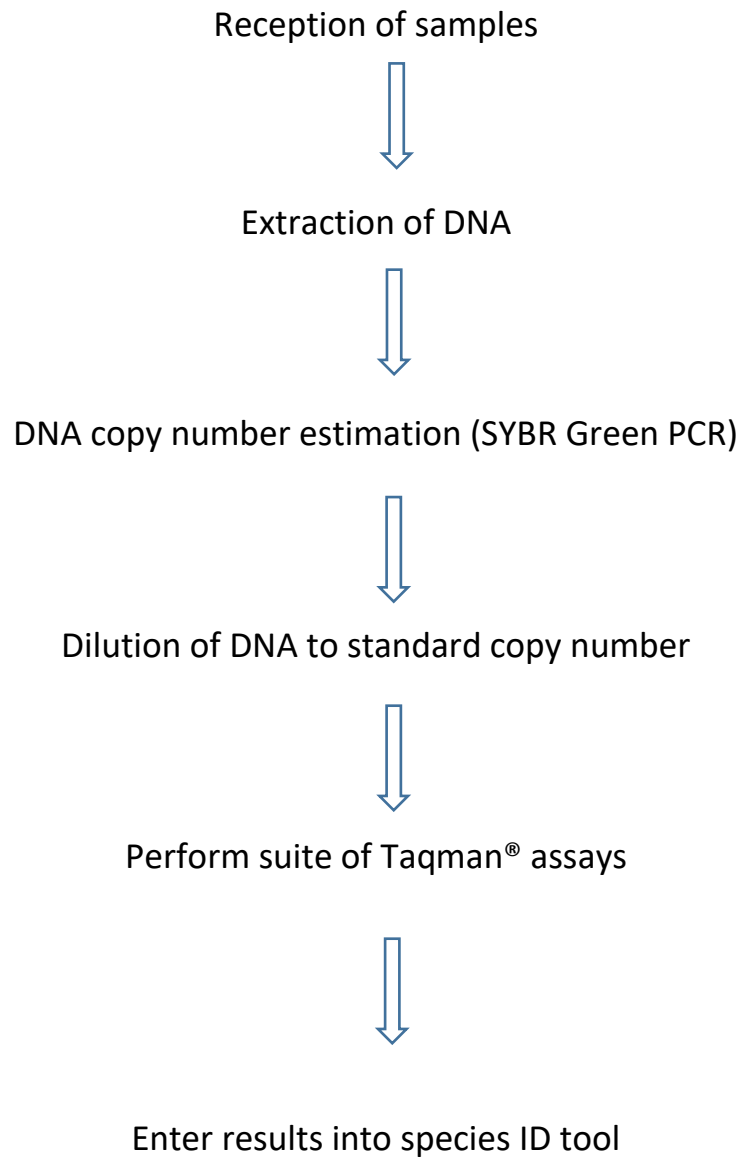 Reception of samples
Extraction of DNA
DNA copy number estimation (SYBR Green PCR)
Dilution of DNA to standard copy number
Perform suite of Taqman® assays
Enter results into species ID tool